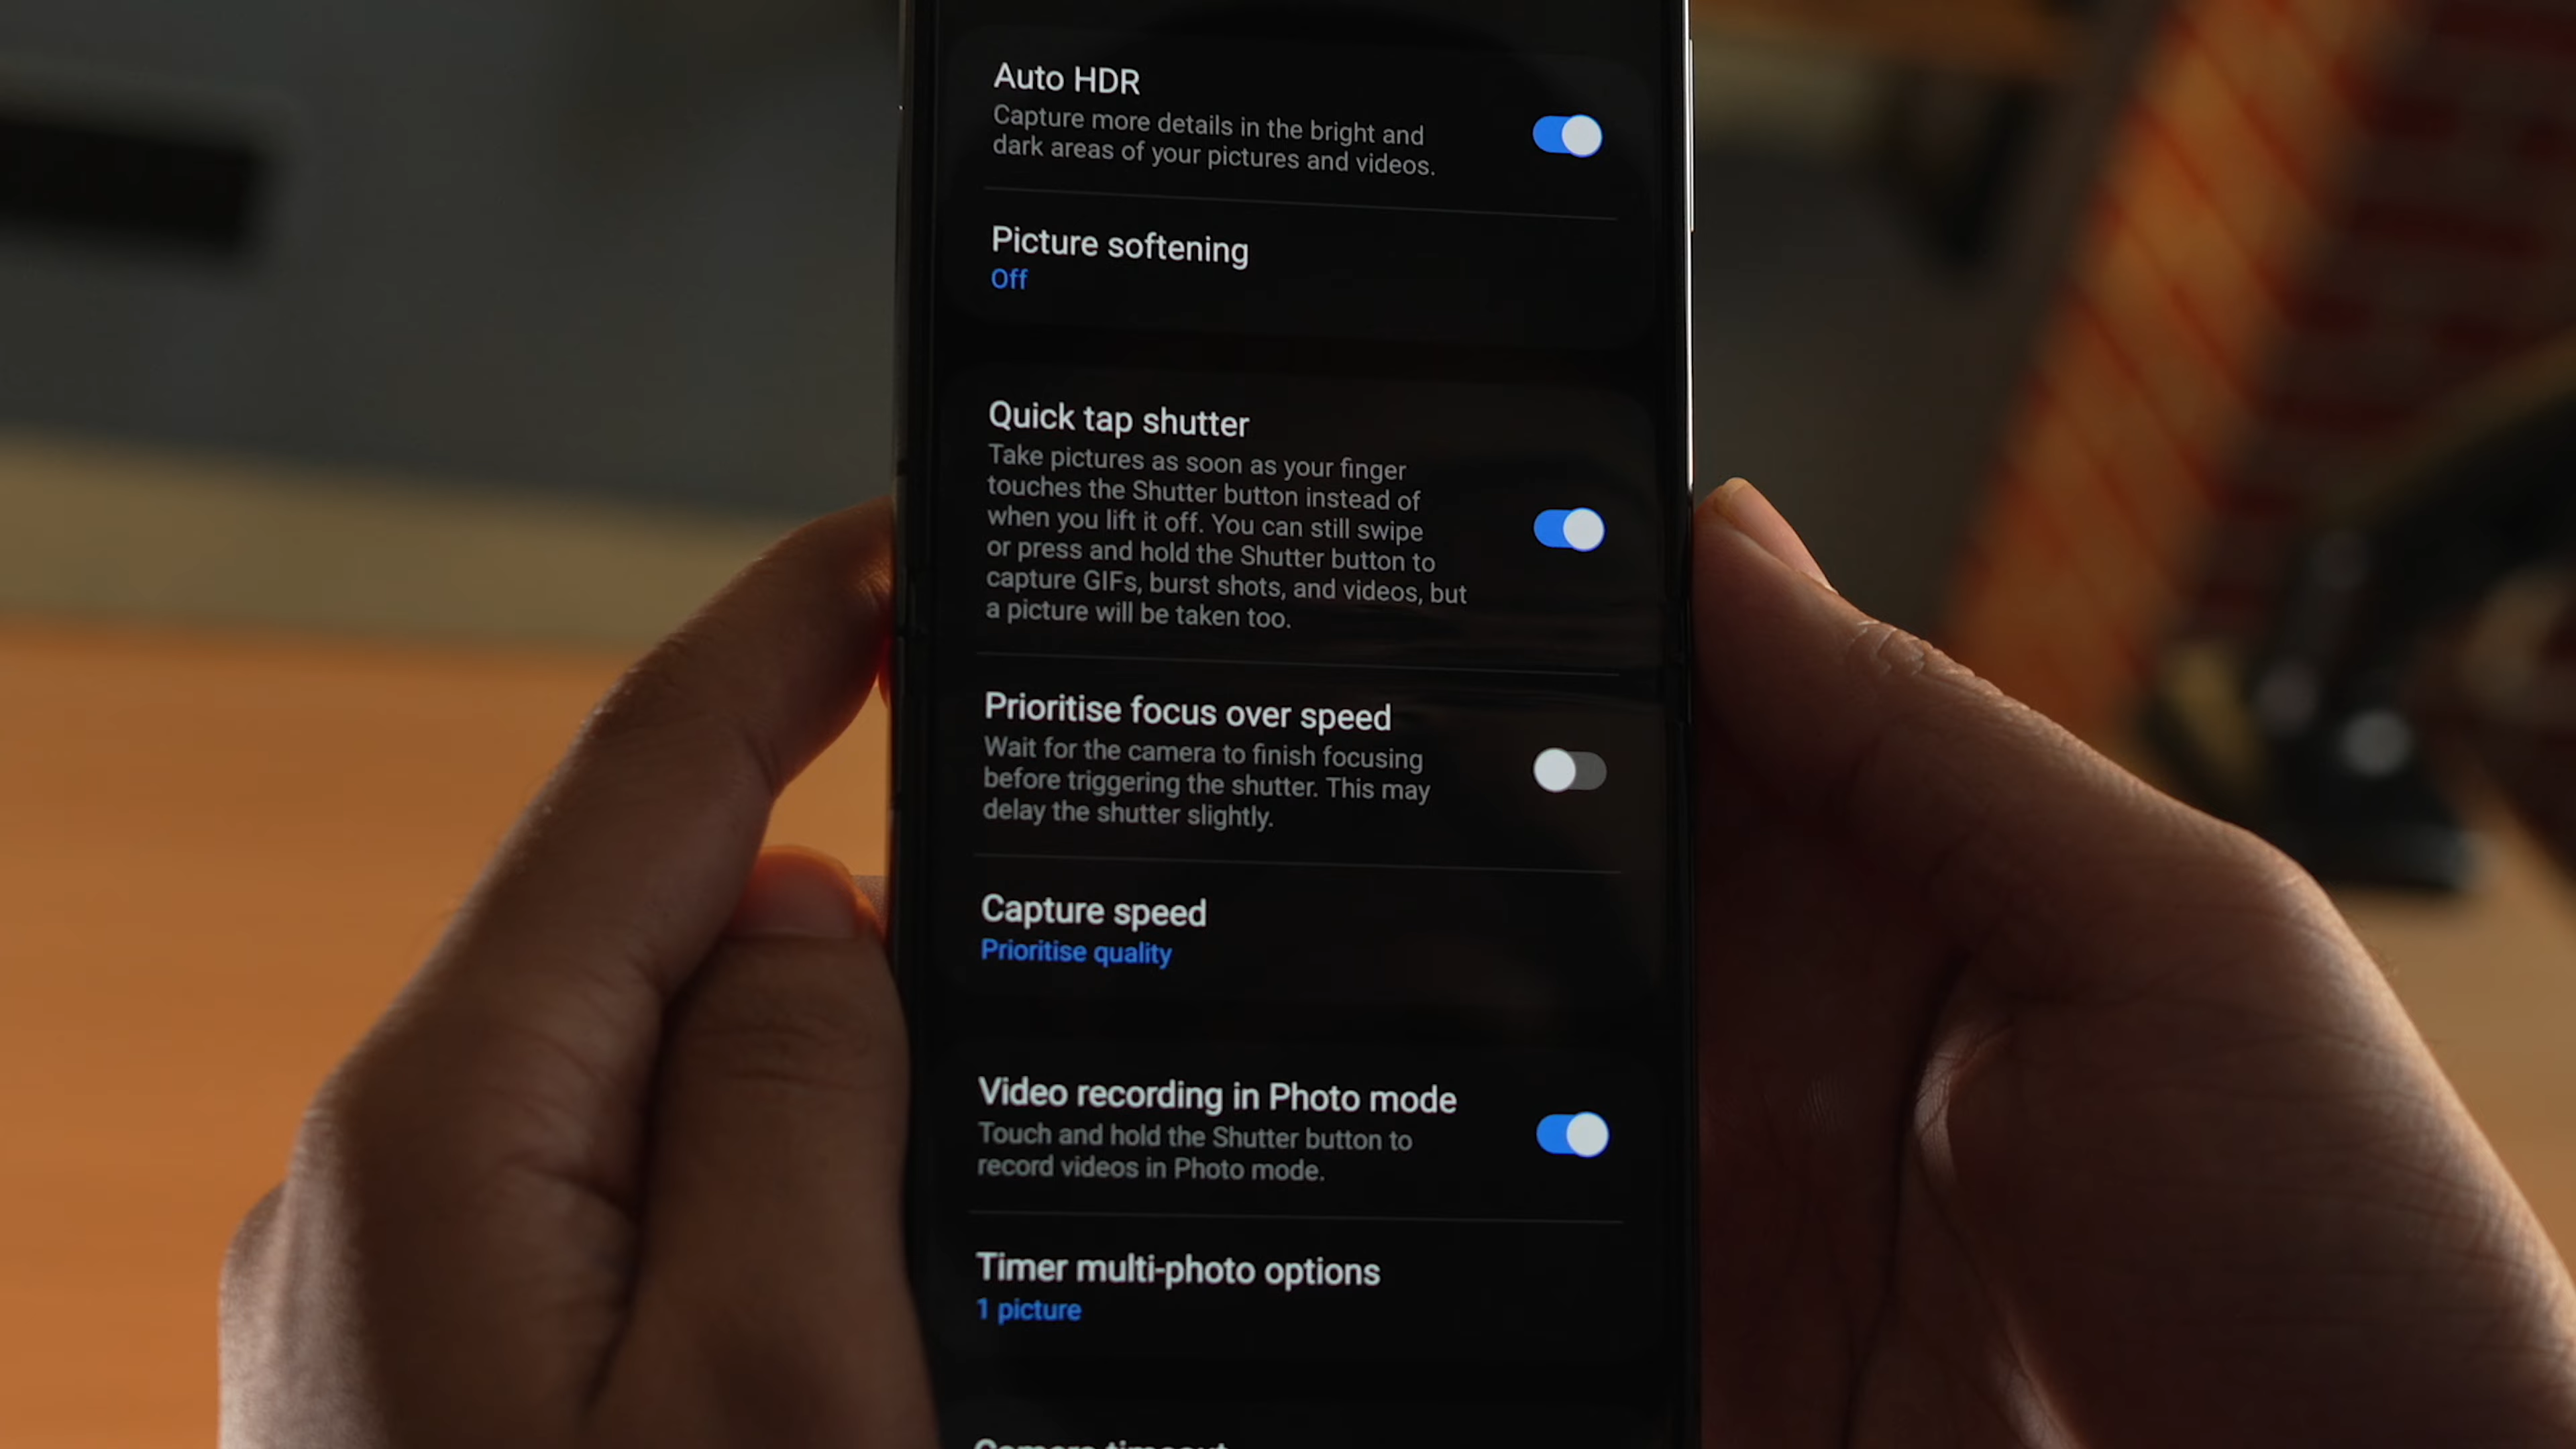 Auto HDR
Capture more details in the bright and
dark areas of your pictures and videos.
Picture softening
Off
Quick tap shutter
Take pictures as soon as your finger
touches the Shutter button instead of
when you lift it off. You can still swipe
or press and hold the Shutter button to
capture GIFs, burst shots, and videos, but
a picture will be taken too.
Prioritise focus over speed
Wait for the camera to finish focusing
before triggering the shutter. This may
delay the shutter slightly.
Capture speed
Prioritise quality
Video recording in Photo mode
Touch and hold the Shutter button to
record videos in Photo mode.
Timer multi-photo options
1 picture
Camera timeout